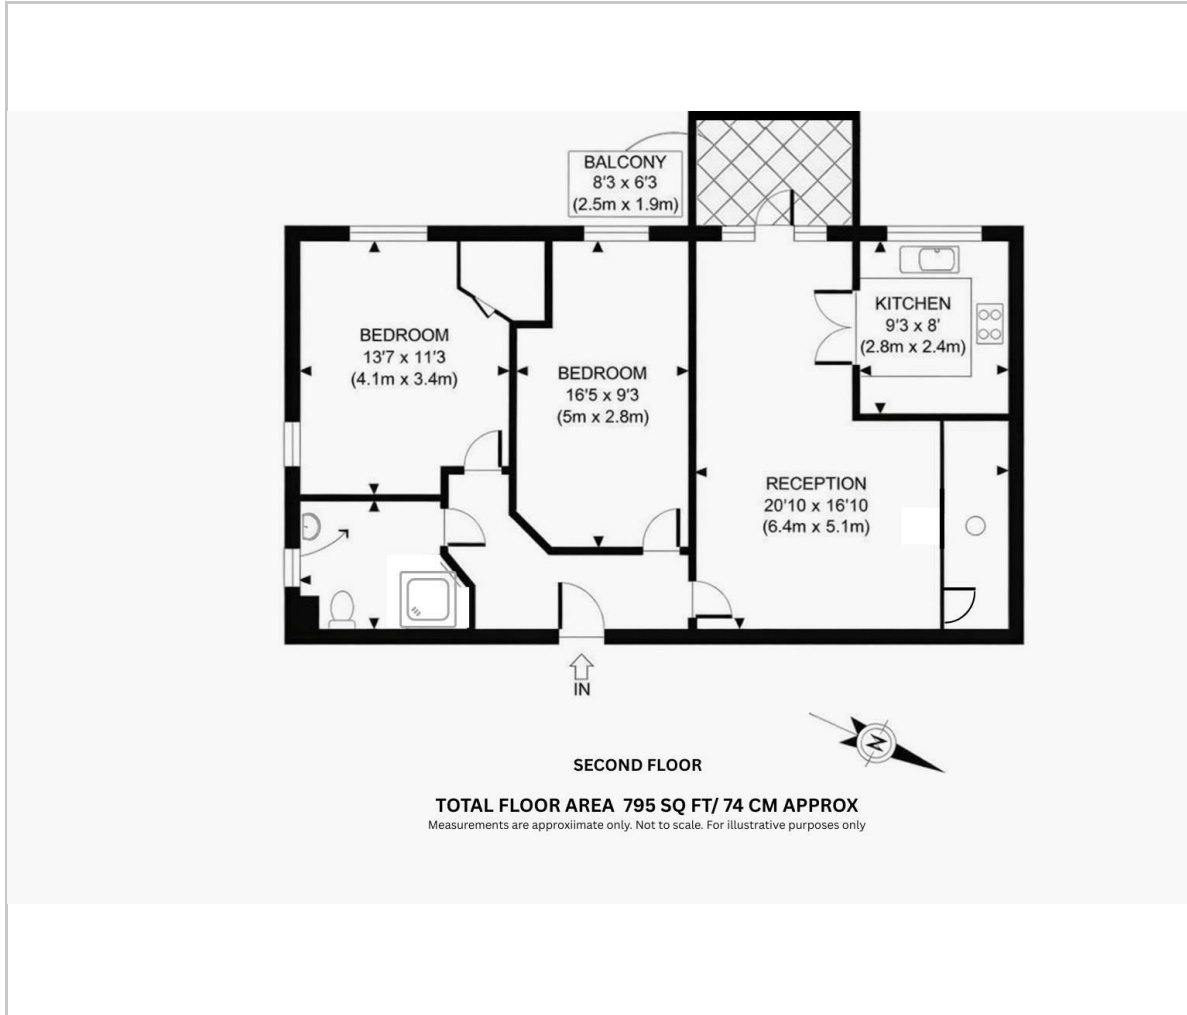 BALCONY
8'3 x 6'3
(2.5m x 1.9m)
BEDROOM
13'7 x 11'3
(4.1m x 3.4m)
BEDROOM
16'5 x 9'3
(5m x 2.8m)
KITCHEN
9'3 x 8'
(2.8m x 2.4m)
RECEPTION
20'10 x 16'10
(6.4m x 5.1m)
IN
N
SECOND FLOOR
TOTAL FLOOR AREA 795 SQ FT/ 74 CM APPROX
Measurements are approxiimate only. Not to scale. For illustrative purposes only